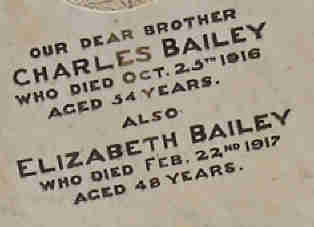 OUR DEAR BROTHER
CHARLES BAILEY
WHO DIED OCT. 25TH 1916
AGED 54 YEARS.
ALSO
ELIZABETH BAILEY
WHO DIED FEB. 22ND 1917
AGED 48 YEARS.